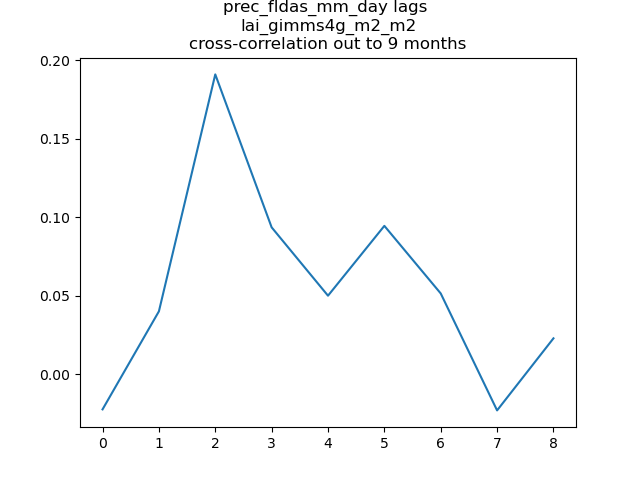 prec_fldas_mm_day lags
lai_gimms4g_m2_m2
cross-correlation out to 9 months
0.20
0.15
0.10
0.05
0.00
0 1 2 3 4 5 6 7 8